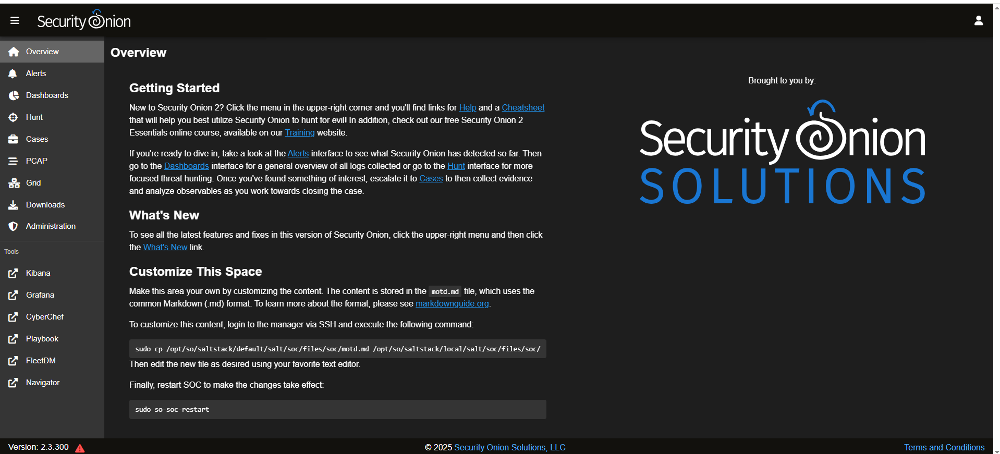 Security Onion
Overview
Alerts
Dashboards
Hunt
Cases
PCAP
Grid
Downloads
Administration
Tools
Kibana
Grafana
CyberChef
Playbook
FleetDM
Navigator
Overview
Getting Started
New to Security Onion 2? Click the menu in the upper-right corner and you'll find links for Help and a Cheatsheet
that will help you best utilize Security Onion to hunt for evil! In addition, check out our free Security Onion 2
Essentials online course, available on our Training website.
If you're ready to dive in, take a look at the Alerts interface to see what Security Onion has detected so far. Then
go to the Dashboards interface for a general overview of all logs collected or go to the Hunt interface for more
focused threat hunting. Once you've found something of interest, escalate it to Cases to then collect evidence
and analyze observables as you work towards closing the case.
What's New
To see all the latest features and fixes in this version of Security Onion, click the upper-right menu and then click
the What's New link.
Customize This Space
Make this area your own by customizing the content. The content is stored in the motd.md file, which uses the
common Markdown (.md) format. To learn more about the format, please see markdownguide.org.
To customize this content, login to the manager via SSH and execute the following command:
sudo cp /opt/so/saltstack/default/salt/soc/files/soc/motd.md /opt/so/saltstack/local/salt/soc/files/soc/
Then edit the new file as desired using your favorite text editor.
Finally, restart SOC to make the changes take effect:
sudo so-soc-restart
Brought to you by:
Security Onion
SOLUTIONS
Version: 2.3.300
© 2025 Security Onion Solutions, LLC
Terms and Conditions